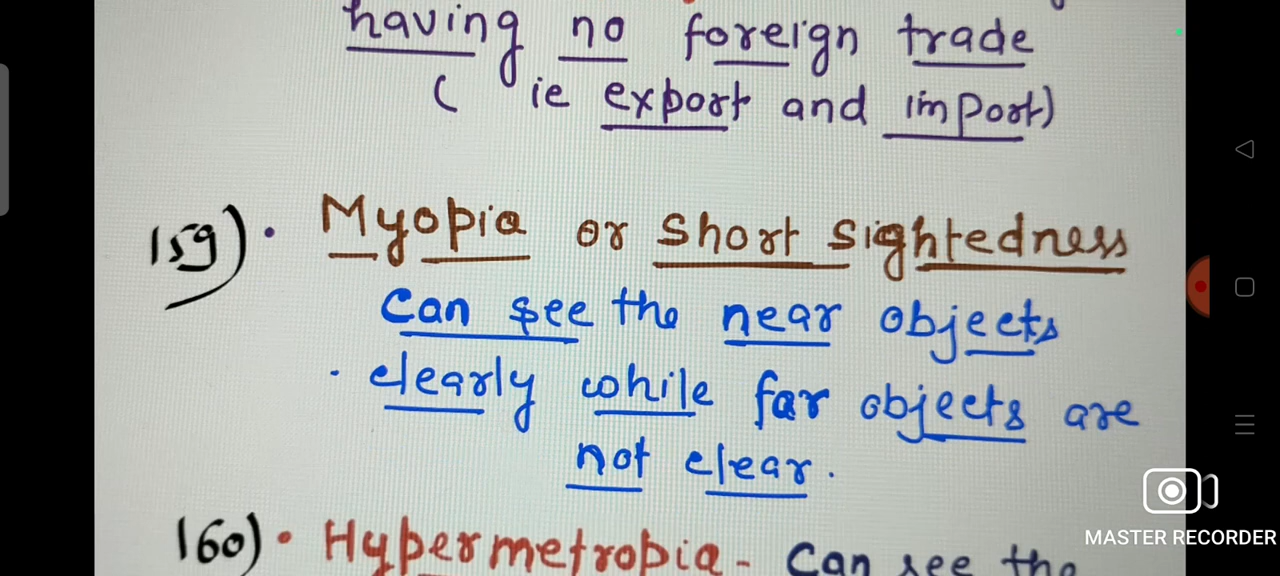 having no foreign trade
( ie export and import)
159). Myopia or Short Sightedness
Can see the near objects
. clearly while far objects are
not clear.
160). Hypermetropia - Can see the
MASTER RECORDER